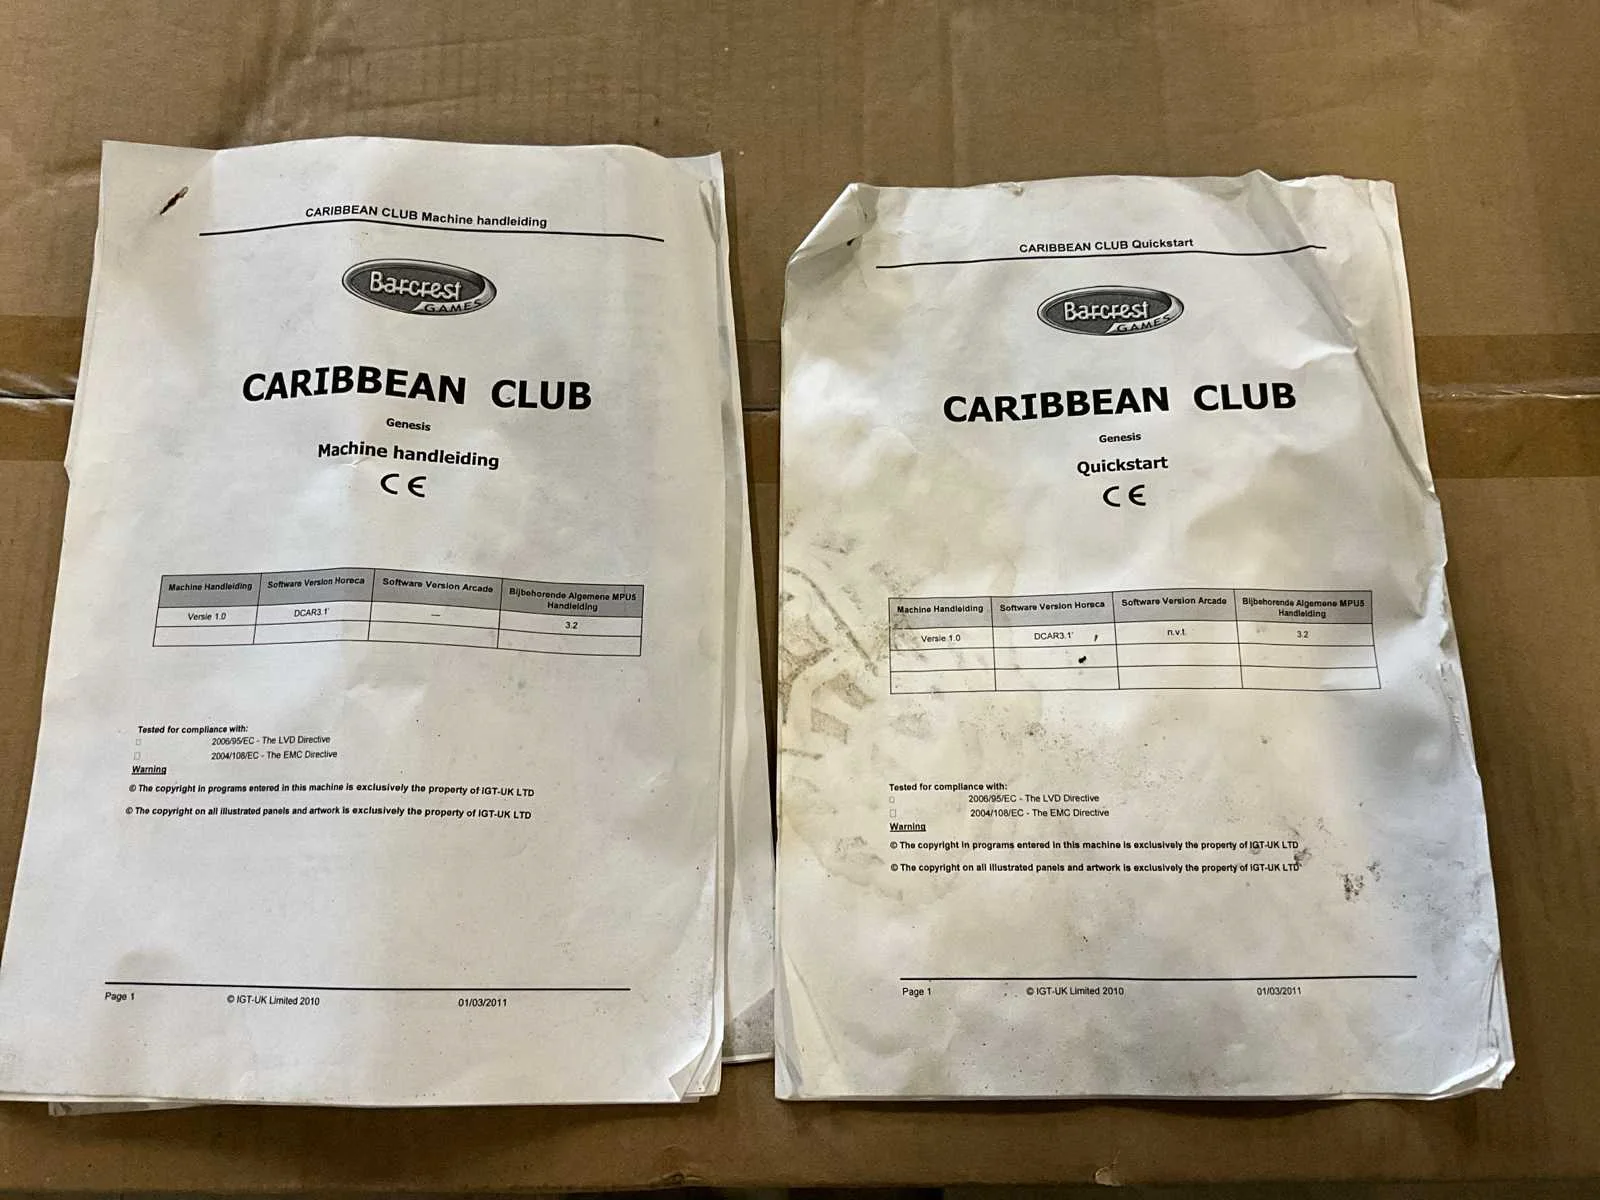 CARIBBEAN CLUB Machine handleiding
Barcrest
GAMES
CARIBBEAN CLUB
Genesis
Machine handleiding
CE
Machine Handleiding Software Version Horeca Software Version Arcade Bijbehorende Algemene MPU5
Handleiding
Versie 1.0 DCAR3.1' --- 3.2
Tested for compliance with:
2006/95/EC - The LVD Directive
2004/108/EC - The EMC Directive
Warning
© The copyright in programs entered in this machine is exclusively the property of IGT-UK LTD
© The copyright on all illustrated panels and artwork is exclusively the property of IGT-UK LTD
Page 1 © IGT-UK Limited 2010 01/03/2011
CARIBBEAN CLUB Quickstart
Barcrest
GAMES
CARIBBEAN CLUB
Genesis
Quickstart
CE
Machine Handleiding Software Version Horeca Software Version Arcade Bijbehorende Algemene MPU5
Handleiding
Versie 1.0 DCAR3.1' n.v.t. 3.2
Tested for compliance with:
2006/95/EC - The LVD Directive
2004/108/EC - The EMC Directive
Warning
© The copyright in programs entered in this machine is exclusively the property of IGT-UK LTD
© The copyright on all illustrated panels and artwork is exclusively the property of IGT-UK LTD
Page 1 © IGT-UK Limited 2010 01/03/2011